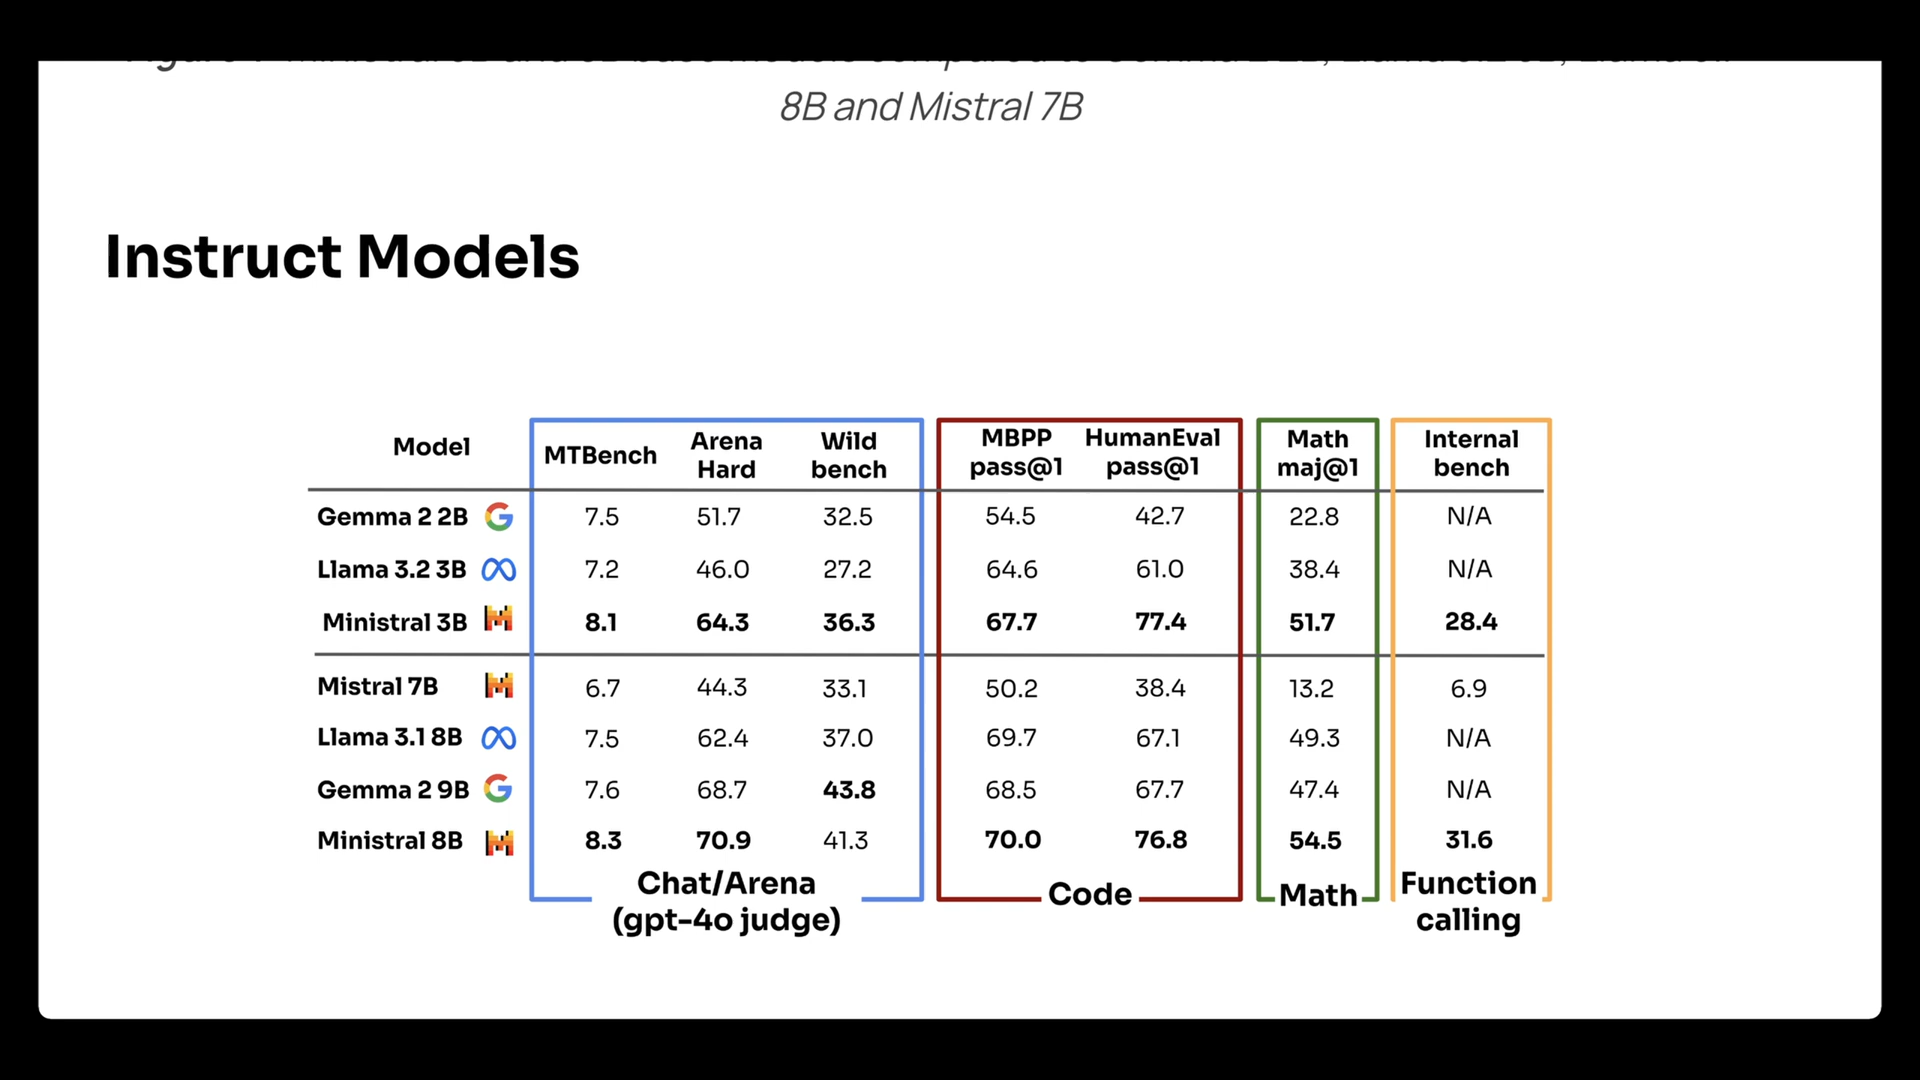 8B and Mistral 7B
Instruct Models
Model MTBench Arena Hard Wild bench MBPP pass@1 HumanEval pass@1 Math maj@1 Internal bench
Gemma 2 2B 7.5 51.7 32.5 54.5 42.7 22.8 N/A
Llama 3.2 3B 7.2 46.0 27.2 64.6 61.0 38.4 N/A
Ministral 3B 8.1 64.3 36.3 67.7 77.4 51.7 28.4
Mistral 7B 6.7 44.3 33.1 50.2 38.4 13.2 6.9
Llama 3.1 8B 7.5 62.4 37.0 69.7 67.1 49.3 N/A
Gemma 2 9B 7.6 68.7 43.8 68.5 67.7 47.4 N/A
Ministral 8B 8.3 70.9 41.3 70.0 76.8 54.5 31.6
Chat/Arena (gpt-4o judge) Code Math Function calling